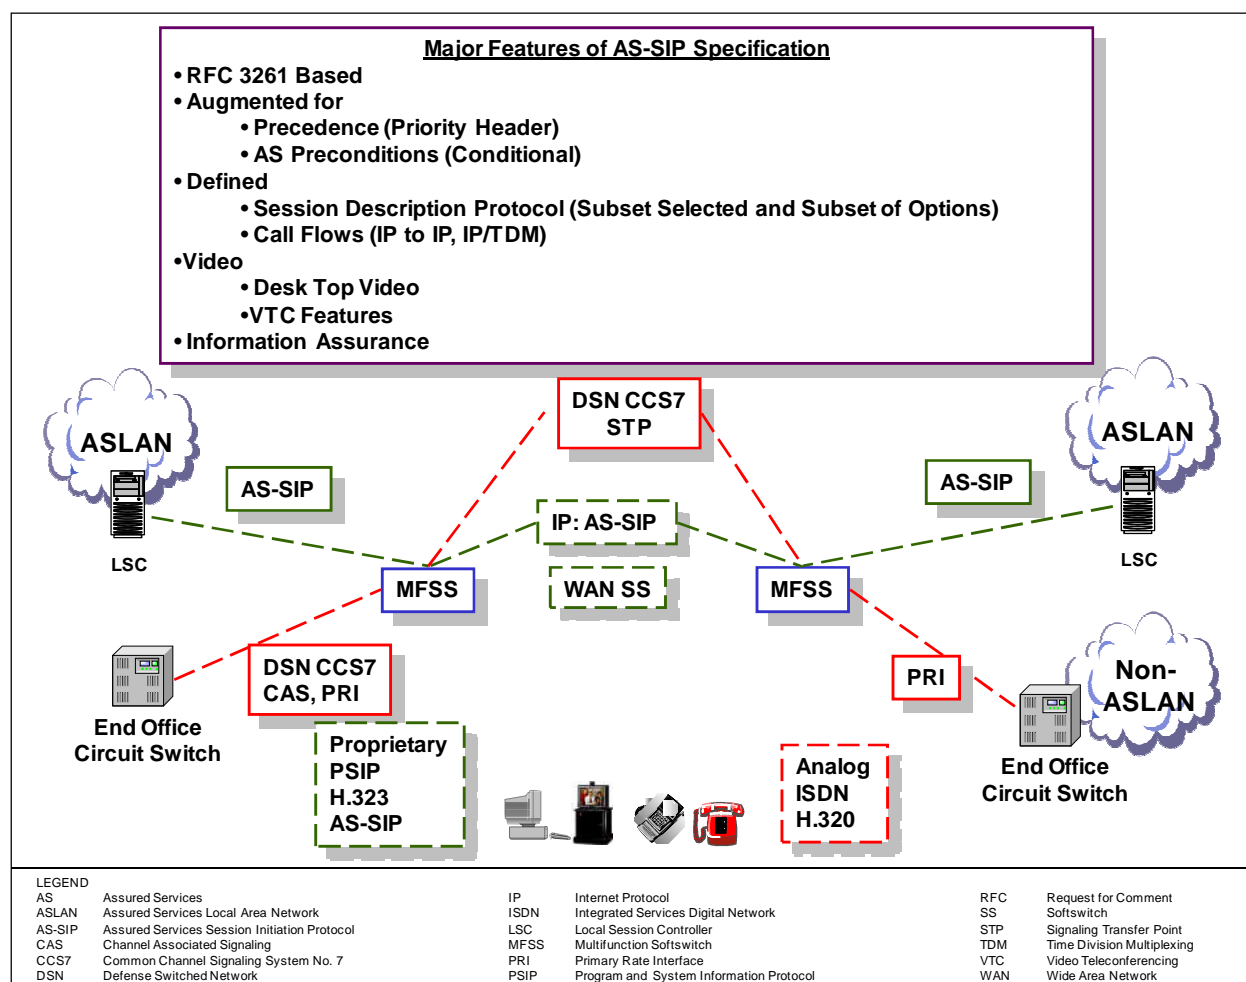 Major Features of AS-SIP Specification
• RFC 3261 Based
• Augmented for
• Precedence (Priority Header)
• AS Preconditions (Conditional)
• Defined
• Session Description Protocol (Subset Selected and Subset of Options)
• Call Flows (IP to IP, IP/TDM)
•Video
• Desk Top Video
•VTC Features
• Information Assurance
DSN CCS7
STP
ASLAN
LSC
AS-SIP
IP: AS-SIP
AS-SIP
ASLAN
LSC
MFSS
WAN SS
MFSS
End Office
Circuit Switch
DSN CCS7
CAS, PRI
PRI
Non-
ASLAN
End Office
Circuit Switch
Proprietary
PSIP
H.323
AS-SIP
Analog
ISDN
H.320
LEGEND
AS Assured Services
ASLAN Assured Services Local Area Network
AS-SIP Assured Services Session Initiation Protocol
CAS Channel Associated Signaling
CCS7 Common Channel Signaling System No. 7
DSN Defense Switched Network
IP Internet Protocol
ISDN Integrated Services Digital Network
LSC Local Session Controller
MFSS Multifunction Softswitch
PRI Primary Rate Interface
PSIP Program and System Information Protocol
RFC Request for Comment
SS Softswitch
STP Signaling Transfer Point
TDM Time Division Multiplexing
VTC Video Teleconferencing
WAN Wide Area Network